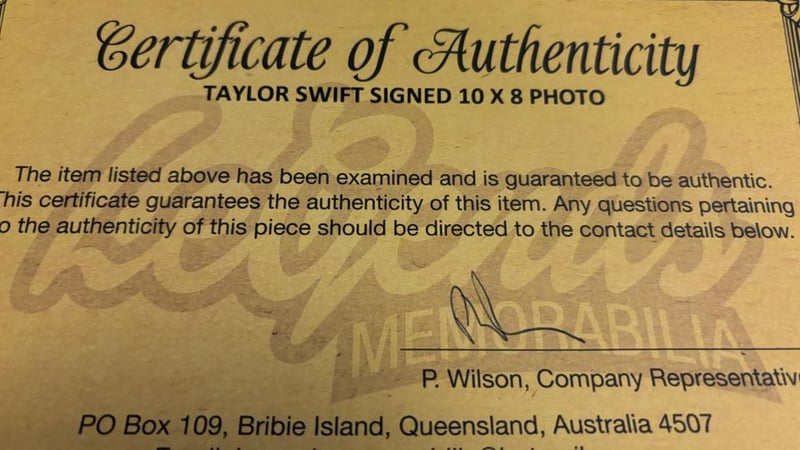 Certificate of Authenticity
TAYLOR SWIFT SIGNED 10 X 8 PHOTO
The item listed above has been examined and is guaranteed to be authentic.
This certificate guarantees the authenticity of this item. Any questions pertaining
to the authenticity of this piece should be directed to the contact details below.
MEMORABILIA
P. Wilson, Company Representative
PO Box 109, Bribie Island, Queensland, Australia 4507